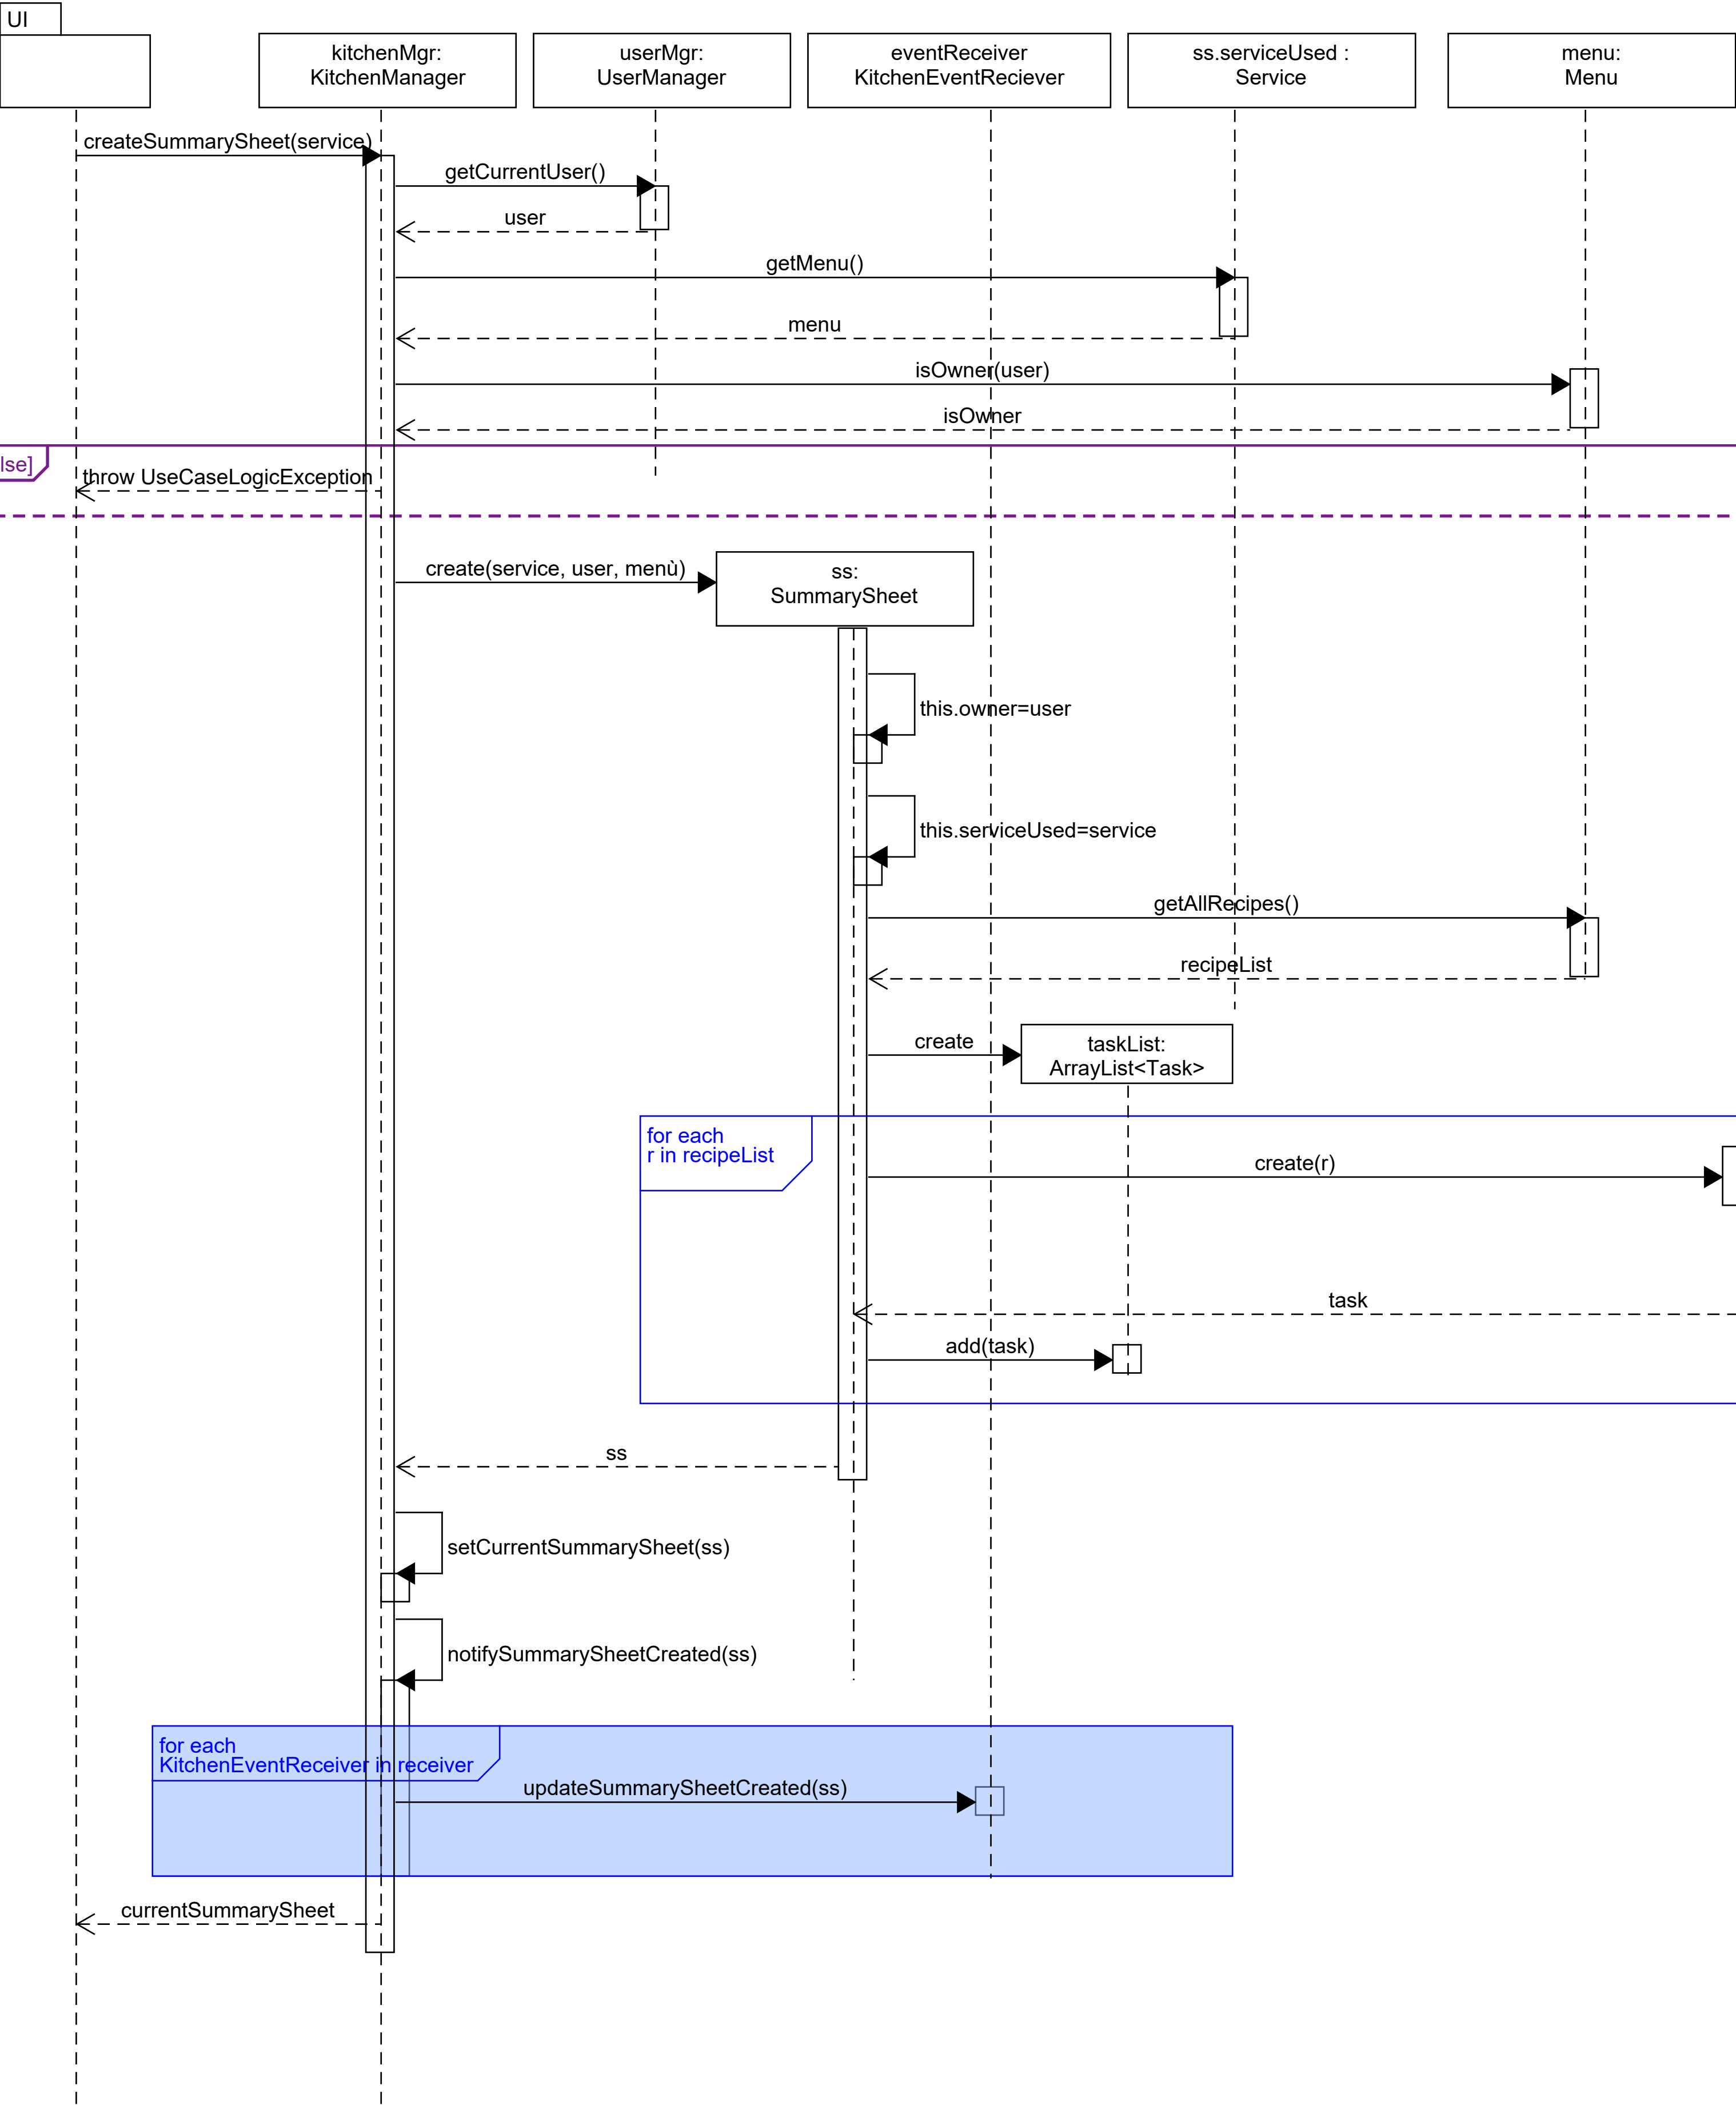 UI
kitchenMgr:
KitchenManager
userMgr:
UserManager
eventReceiver
KitchenEventReciever
ss.serviceUsed :
Service
menu:
Menu
createSummarySheet(service)
getCurrentUser()
user
getMenu()
menu
isOwner(user)
isOwner
lse]
throw UseCaseLogicException
create(service, user, menù)
ss:
SummarySheet
this.owner=user
this.serviceUsed=service
getAllRecipes()
recipeList
create
taskList:
ArrayList<Task>
for each
r in recipeList
create(r)
task
add(task)
ss
setCurrentSummarySheet(ss)
notifySummarySheetCreated(ss)
for each
KitchenEventReceiver in receiver
updateSummarySheetCreated(ss)
currentSummarySheet